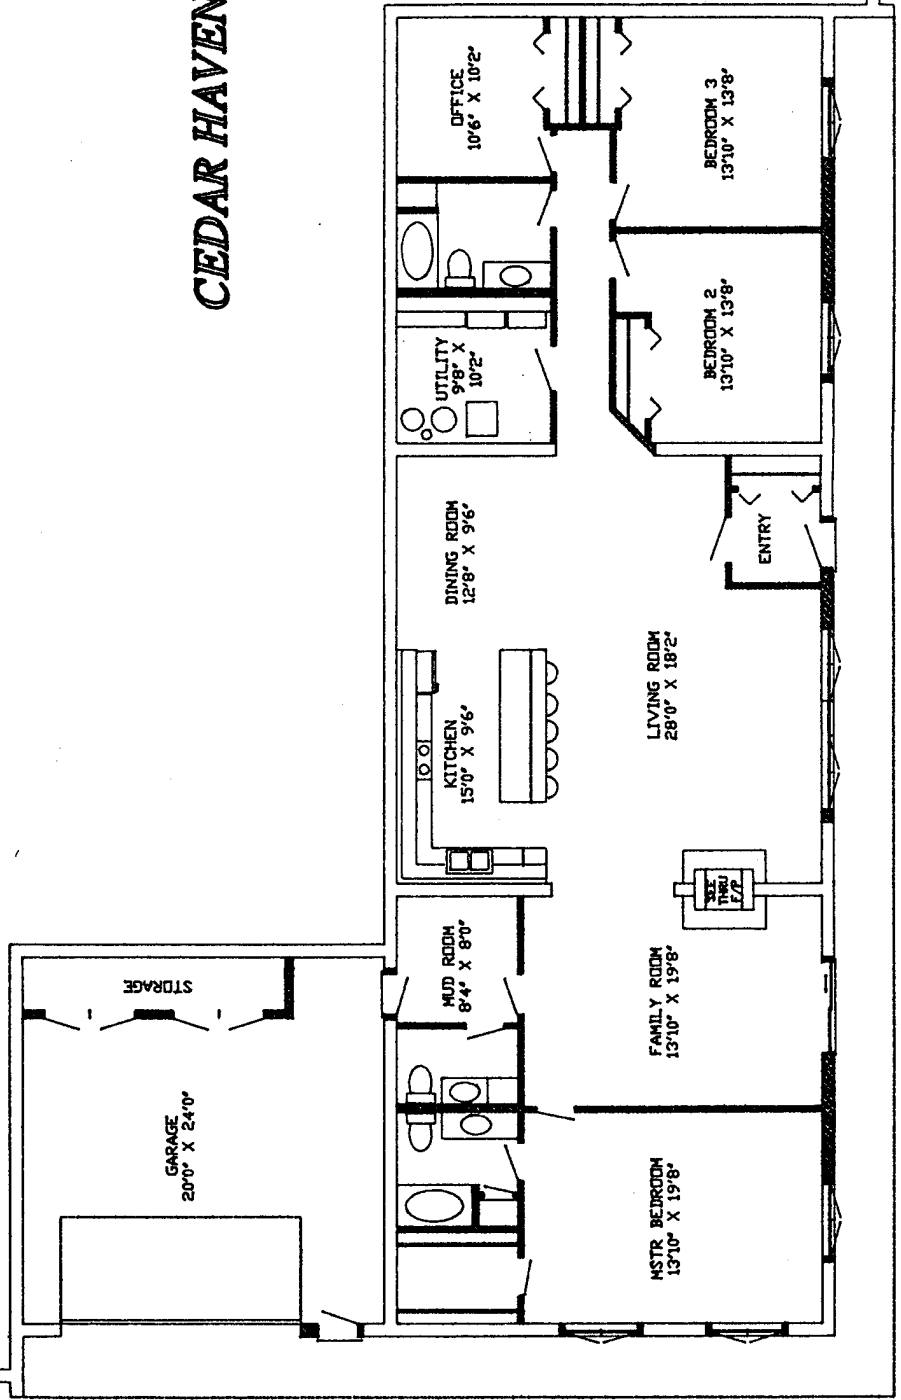 CEDAR HAVEN
OFFICE
10'6" X 10'2"
BEDROOM 3
13'10" X 13'8"
BEDROOM 2
13'10" X 13'8"
UTILITY
9'8" X
10'2"
DINING ROOM
12'8" X 9'6"
ENTRY
KITCHEN
15'0" X 9'6"
LIVING ROOM
28'0" X 18'2"
SEE
THRU
F/P
MUD ROOM
8'4" X 8'0"
FAMILY ROOM
13'10" X 19'8"
STORAGE
GARAGE
20'0" X 24'0"
MSTR BEDROOM
13'10" X 19'8"